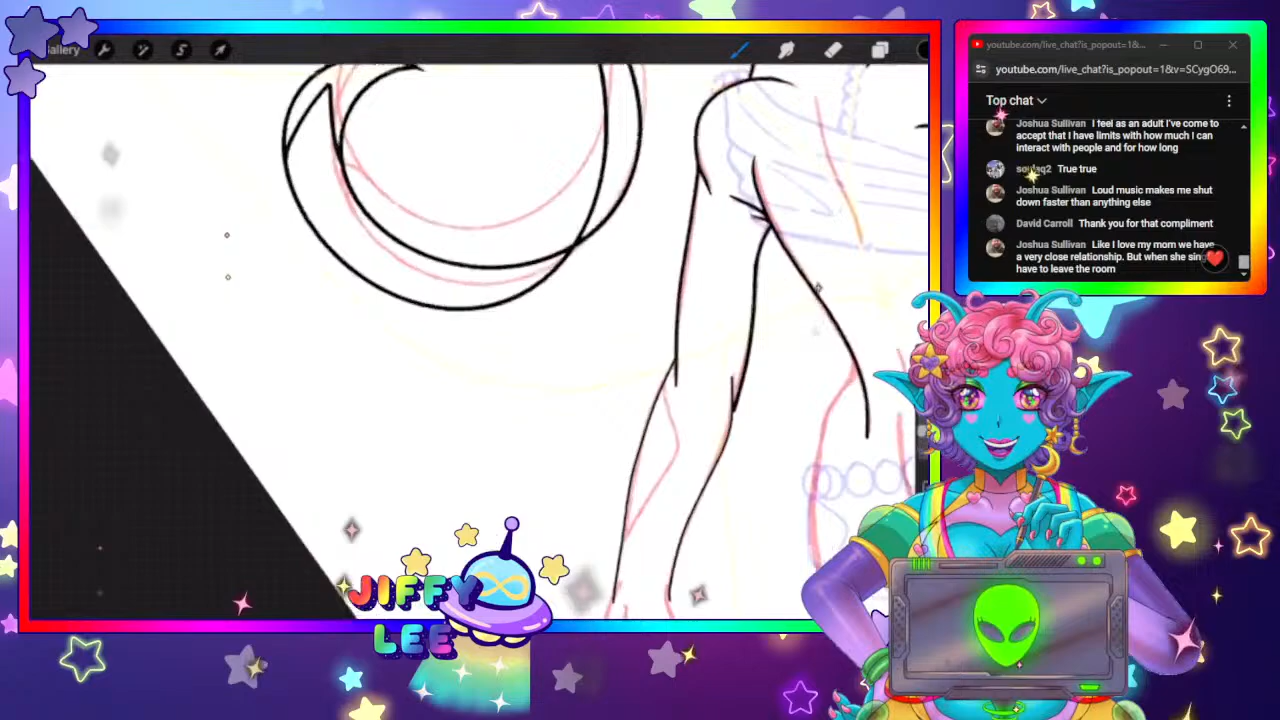 allery
youtube.com/live_chat?is_popout=1&...
youtube.com/live_chat?is_popout=1&v=SCygO69...
Top chat
Joshua Sullivan I feel as an adult I've come to
accept that I have limits with how much I can
interact with people and for how long
True true
Joshua Sullivan Loud music makes me shut
down faster than anything else
David Carroll Thank you for that compliment
Joshua Sullivan Like I love my mom we have
a very close relationship. But when she
have to leave the room
JIFFY
LEE